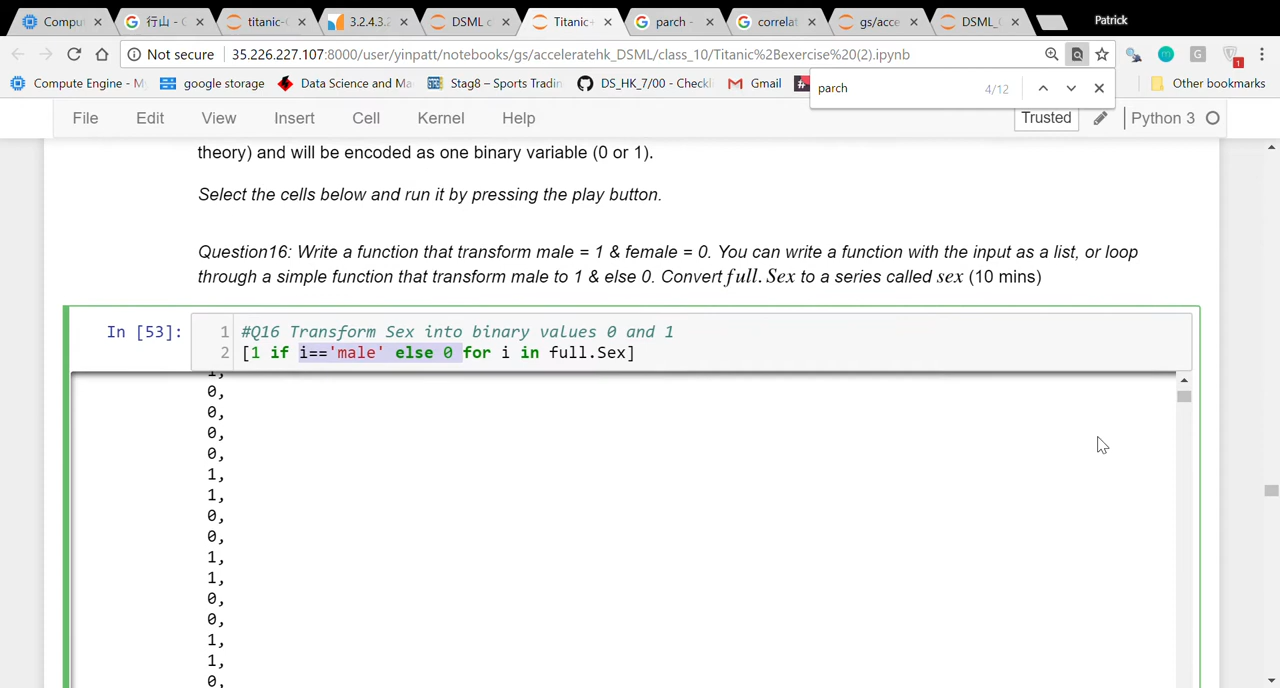 Comput
行山 - C
titanic-
3.2.4.3.
DSML c
Titanic+
parch -
correlat
gs/acce
DSML_
Patrick
Not secure
35.226.227.107:8000/user/yinpatt/notebooks/gs/acceleratehk_DSML/class_10/Titanic%2Bexercise%20(2).ipynb
Compute Engine - My
google storage
Data Science and Ma
Stag8 – Sports Tradin
DS_HK_7/00 - Checkl
Gmail
Other bookmarks
parch
4/12
File
Edit
View
Insert
Cell
Kernel
Help
Trusted
Python 3
theory) and will be encoded as one binary variable (0 or 1).
Select the cells below and run it by pressing the play button.
Question16: Write a function that transform male = 1 & female = 0. You can write a function with the input as a list, or loop
through a simple function that transform male to 1 & else 0. Convert full.Sex to a series called sex (10 mins)
In [53]:
1 #Q16 Transform Sex into binary values 0 and 1
2 [1 if i=='male' else 0 for i in full.Sex]
1,
0,
0,
0,
0,
1,
1,
0,
0,
1,
1,
0,
0,
1,
1,
0,